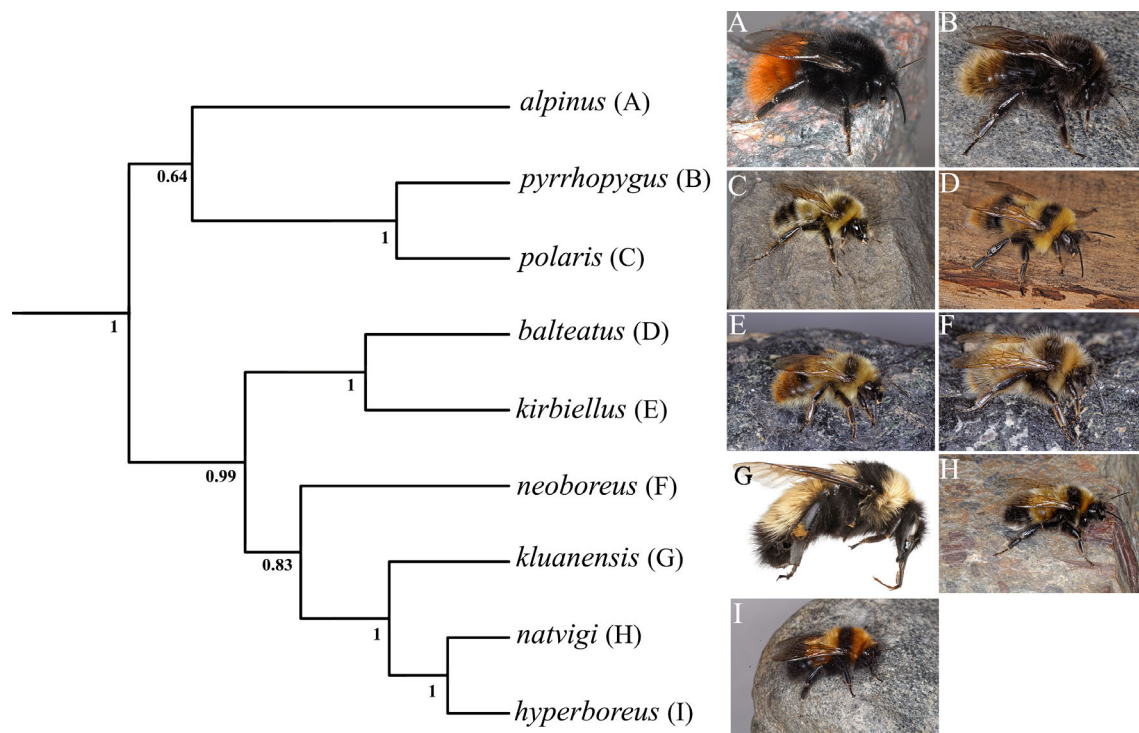 A
B
alpinus (A)
0.64
pyrrhopygus (B)
C
D
1
polaris (C)
1
balteatus (D)
E
F
1
kirbiellus (E)
0.99
neoboreus (F)
G
H
0.83
kluanensis (G)
1
natvigi (H)
I
1
hyperboreus (I)